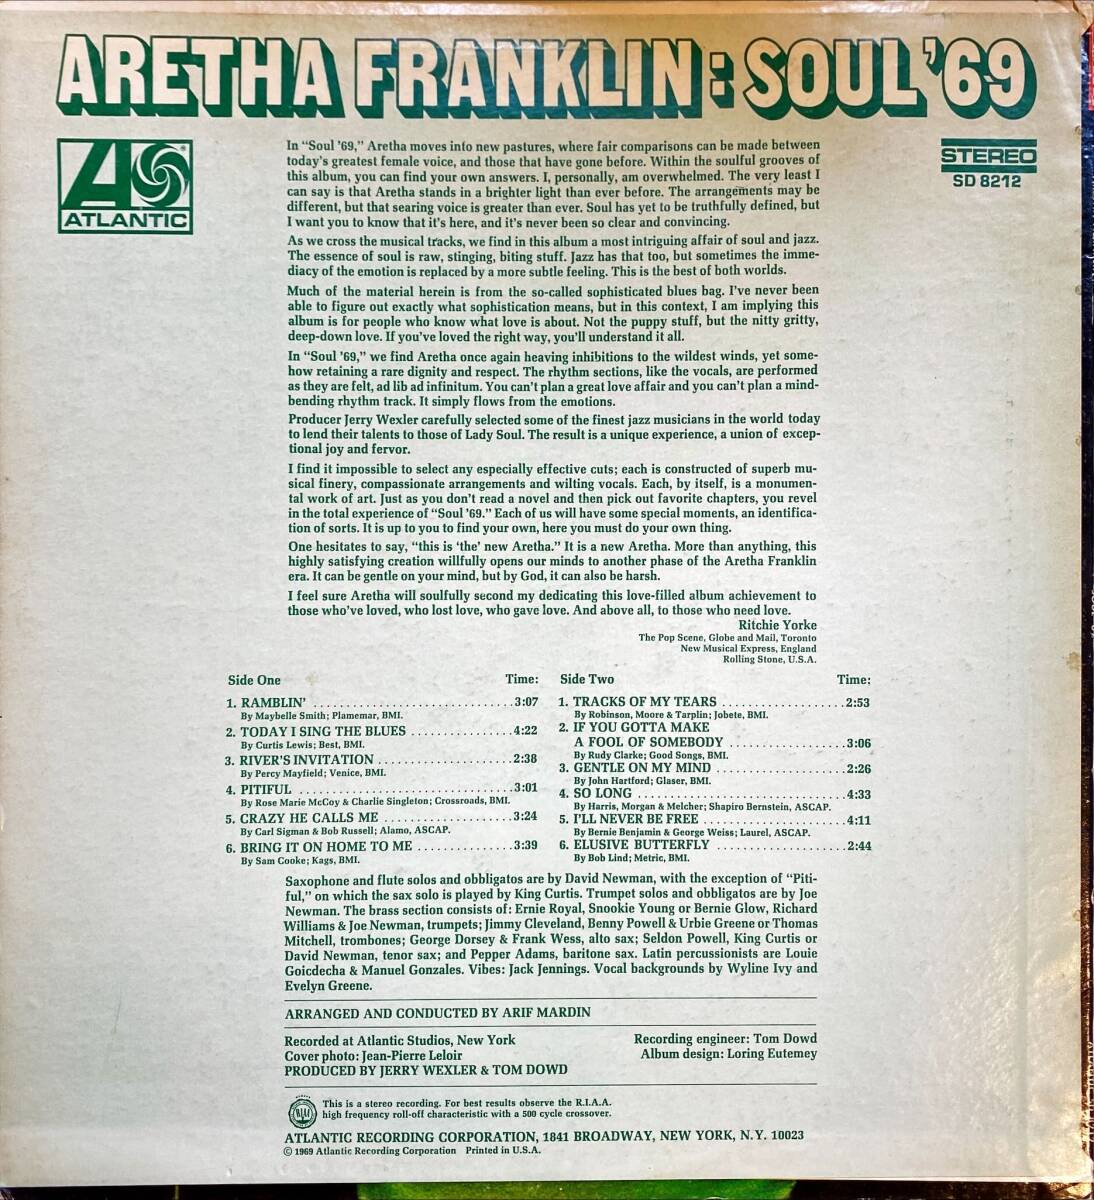 ARETHA FRANKLIN: SOUL '69
ATLANTIC
STEREO
SD 8212
In "Soul '69," Aretha moves into new pastures, where fair comparisons can be made between
today's greatest female voice, and those that have gone before. Within the soulful grooves of
this album, you can find your own answers. I, personally, am overwhelmed. The very least I
can say is that Aretha stands in a brighter light than ever before. The arrangements may be
different, but that searing voice is greater than ever. Soul has yet to be truthfully defined, but
I want you to know that it's here, and it's never been so clear and convincing.
As we cross the musical tracks, we find in this album a most intriguing affair of soul and jazz.
The essence of soul is raw, stinging, biting stuff. Jazz has that too, but sometimes the imme-
diacy of the emotion is replaced by a more subtle feeling. This is the best of both worlds.
Much of the material herein is from the so-called sophisticated blues bag. I've never been
able to figure out exactly what sophistication means, but in this context, I am implying this
album is for people who know what love is about. Not the puppy stuff, but the nitty gritty,
deep-down love. If you've loved the right way, you'll understand it all.
In "Soul '69," we find Aretha once again heaving inhibitions to the wildest winds, yet some-
how retaining a rare dignity and respect. The rhythm sections, like the vocals, are performed
as they are felt, ad lib ad infinitum. You can't plan a great love affair and you can't plan a mind-
bending rhythm track. It simply flows from the emotions.
Producer Jerry Wexler carefully selected some of the finest jazz musicians in the world today
to lend their talents to those of Lady Soul. The result is a unique experience, a union of excep-
tional joy and fervor.
I find it impossible to select any especially effective cuts; each is constructed of superb mu-
sical finery, compassionate arrangements and wilting vocals. Each, by itself, is a monumen-
tal work of art. Just as you don't read a novel and then pick out favorite chapters, you revel
in the total experience of "Soul '69." Each of us will have some special moments, an identifica-
tion of sorts. It is up to you to find your own, here you must do your own thing.
One hesitates to say, "this is 'the' new Aretha." It is a new Aretha. More than anything, this
highly satisfying creation willfully opens our minds to another phase of the Aretha Franklin
era. It can be gentle on your mind, but by God, it can also be harsh.
I feel sure Aretha will soulfully second my dedicating this love-filled album achievement to
those who've loved, who lost love, who gave love. And above all, to those who need love.
Ritchie Yorke
The Pop Scene, Globe and Mail, Toronto
New Musical Express, England
Rolling Stone, U.S.A.
Side One Time:
1. RAMBLIN' 3:07
By Maybelle Smith; Plamemar, BMI.
2. TODAY I SING THE BLUES 4:22
By Curtis Lewis; Best, BMI.
3. RIVER'S INVITATION 2:38
By Percy Mayfield; Venice, BMI.
4. PITIFUL 3:01
By Rose Marie McCoy & Charlie Singleton; Crossroads, BMI.
5. CRAZY HE CALLS ME 3:24
By Carl Sigman & Bob Russell; Alamo, ASCAP.
6. BRING IT ON HOME TO ME 3:39
By Sam Cooke; Kags, BMI.
Side Two Time:
1. TRACKS OF MY TEARS 2:53
By Robinson, Moore & Tarplin; Jobete, BMI.
2. IF YOU GOTTA MAKE
A FOOL OF SOMEBODY 3:06
By Rudy Clarke; Good Songs, BMI.
3. GENTLE ON MY MIND 2:26
By John Hartford; Glaser, BMI.
4. SO LONG 4:33
By Harris, Morgan & Melcher; Shapiro Bernstein, ASCAP.
5. I'LL NEVER BE FREE 4:11
By Bernie Benjamin & George Weiss; Laurel, ASCAP.
6. ELUSIVE BUTTERFLY 2:44
By Bob Lind; Metric, BMI.
Saxophone and flute solos and obbligatos are by David Newman, with the exception of "Piti-
ful," on which the sax solo is played by King Curtis. Trumpet solos and obbligatos are by Joe
Newman. The brass section consists of: Ernie Royal, Snookie Young or Bernie Glow, Richard
Williams & Joe Newman, trumpets; Jimmy Cleveland, Benny Powell & Urbie Greene or Thomas
Mitchell, trombones; George Dorsey & Frank Wess, alto sax; Seldon Powell, King Curtis or
David Newman, tenor sax; and Pepper Adams, baritone sax. Latin percussionists are Louie
Goicdecha & Manuel Gonzales. Vibes: Jack Jennings. Vocal backgrounds by Wyline Ivy and
Evelyn Greene.
ARRANGED AND CONDUCTED BY ARIF MARDIN
Recorded at Atlantic Studios, New York
Cover photo: Jean-Pierre Leloir
PRODUCED BY JERRY WEXLER & TOM DOWD
Recording engineer: Tom Dowd
Album design: Loring Eutemey
RIAA
This is a stereo recording. For best results observe the R.I.A.A.
high frequency roll-off characteristic with a 500 cycle crossover.
ATLANTIC RECORDING CORPORATION, 1841 BROADWAY, NEW YORK, N.Y. 10023
© 1969 Atlantic Recording Corporation Printed in U.S.A.